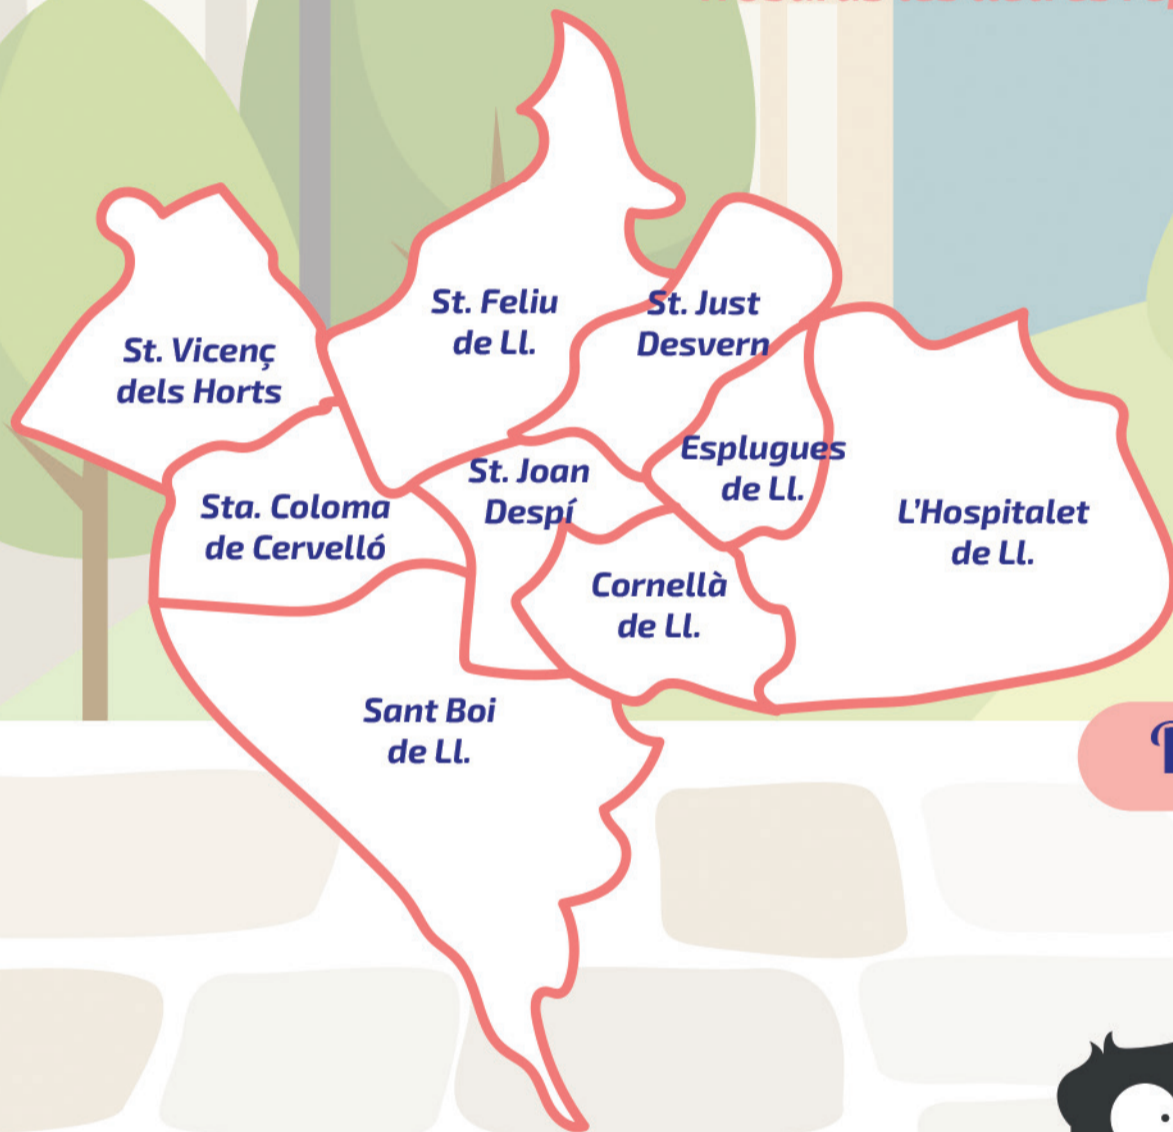 St. Feliu
de Ll.
St. Just
Desvern
St. Vicenç
dels Horts
Esplugues
de Ll.
St. Joan
Despí
Sta. Coloma
de Cervelló
L'Hospitalet
de Ll.
Cornellà
de Ll.
Sant Boi
de Ll.